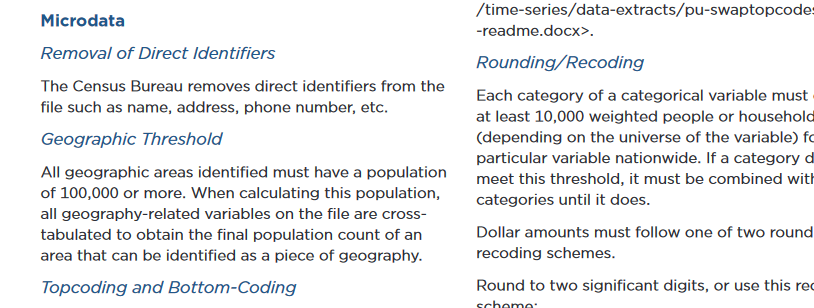 Microdata
Removal of Direct Identifiers
The Census Bureau removes direct identifiers from the
file such as name, address, phone number, etc.
Geographic Threshold
All geographic areas identified must have a population
of 100,000 or more. When calculating this population,
all geography-related variables on the file are cross-
tabulated to obtain the final population count of an
area that can be identified as a piece of geography.
Topcoding and Bottom-Coding
/time-series/data-extracts/pu-swaptopcodes
-readme.docx>.
Rounding/Recoding
Each category of a categorical variable must
at least 10,000 weighted people or household
(depending on the universe of the variable) fo
particular variable nationwide. If a category d
meet this threshold, it must be combined with
categories until it does.
Dollar amounts must follow one of two round
recoding schemes.
Round to two significant digits, or use this rec
scheme: